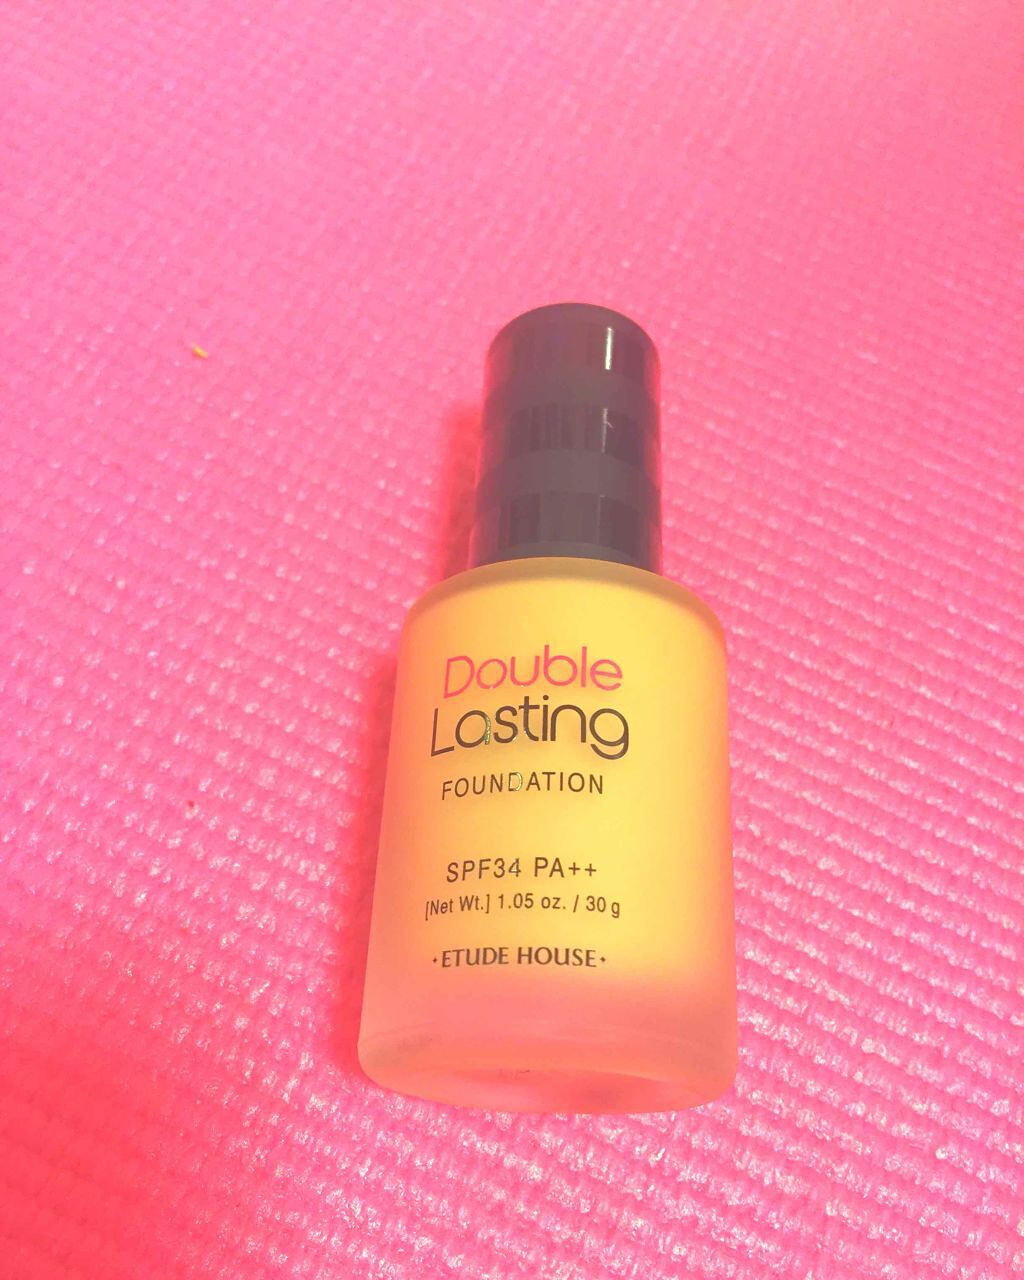 Double
Lasting
FOUNDATION
SPF34 PA++
[Net Wt.] 1.05 oz. / 30 g
·ETUDE HOUSE·